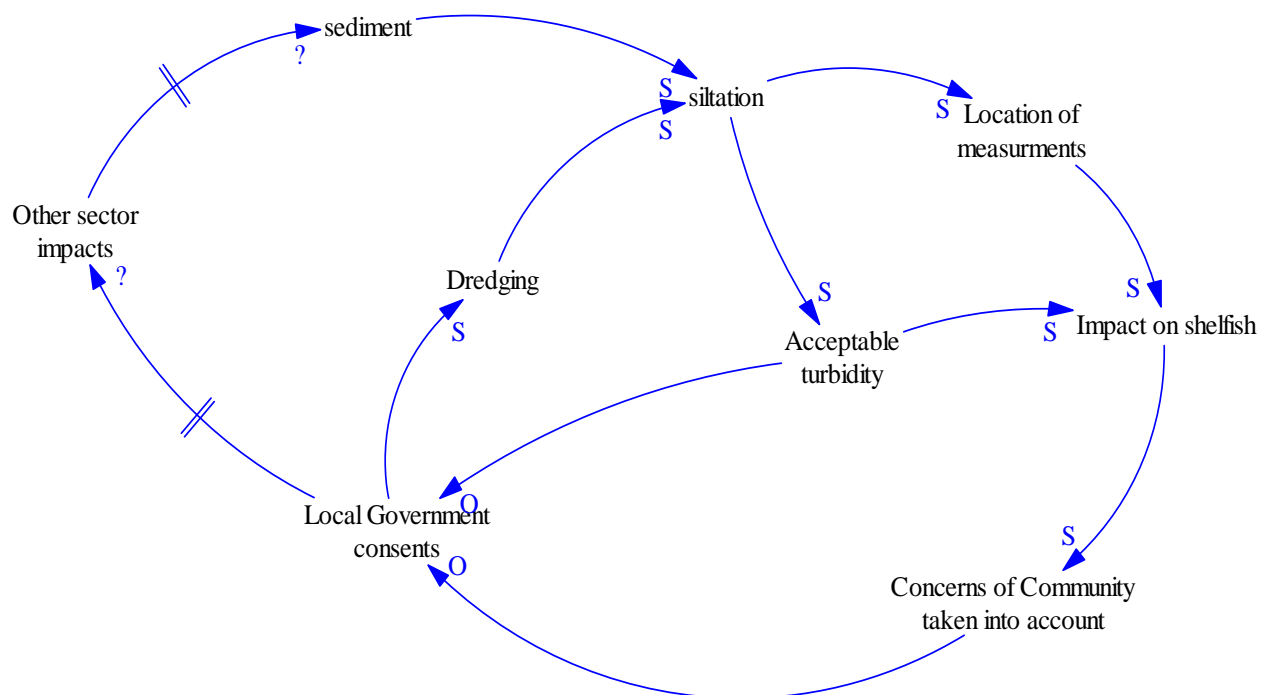 sediment
?
S
siltation
S
S
Location of
measurments
Other sector
impacts
?
Dredging
S
S
Acceptable
turbidity
S
Impact on shelfish
S
O
Local Government
consents
O
S
Concerns of Community
taken into account